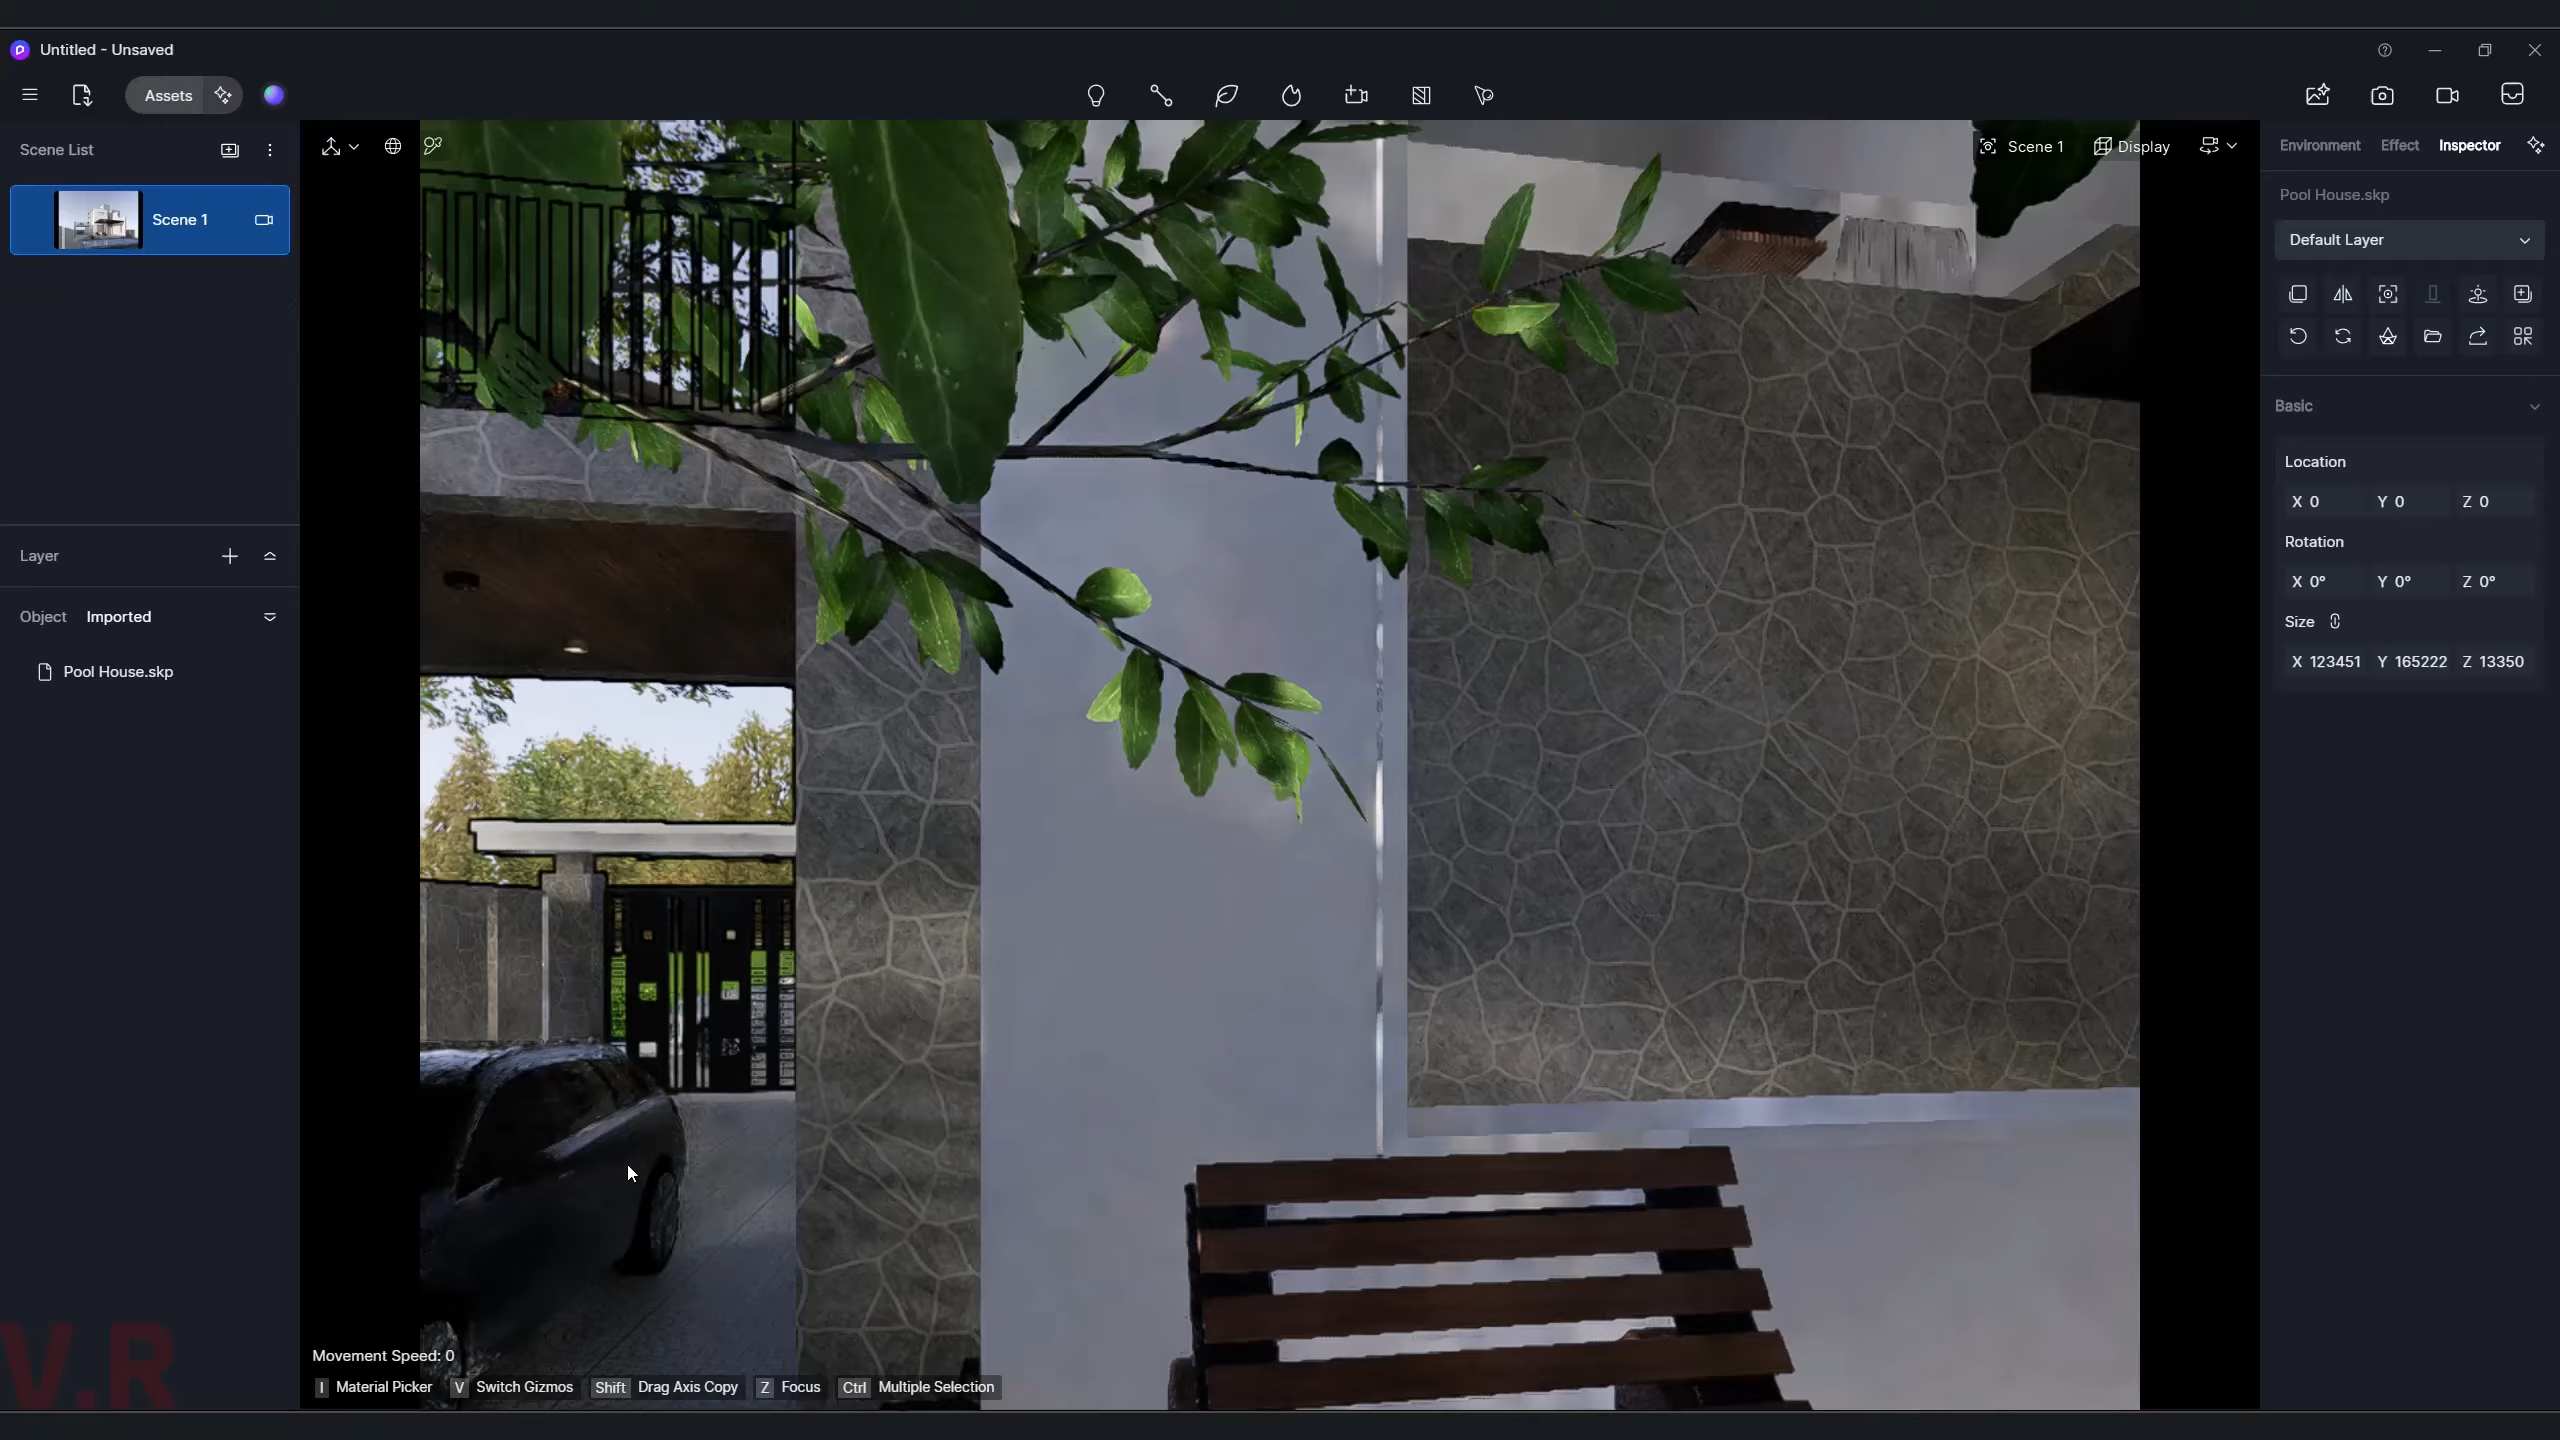 Untitled - Unsaved
Assets
Scene List
Scene 1
Layer
Object Imported
Pool House.skp
Scene 1 Display
Movement Speed: 0
I Material Picker V Switch Gizmos Shift Drag Axis Copy Z Focus Ctrl Multiple Selection
V.R
Environment Effect Inspector
Pool House.skp
Default Layer
Basic
Location
X 0 Y 0 Z 0
Rotation
X 0° Y 0° Z 0°
Size
X 123451 Y 165222 Z 13350